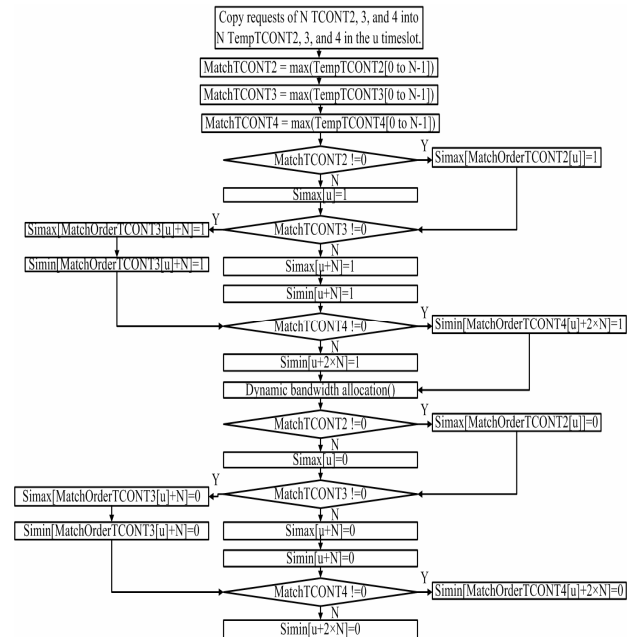 Copy requests of N TCONT2, 3, and 4 into
N TempTCONT2, 3, and 4 in the u timeslot.
MatchTCONT2 = max(TempTCONT2[0 to N-1])
MatchTCONT3 = max(TempTCONT3[0 to N-1])
MatchTCONT4 = max(TempTCONT4[0 to N-1])
MatchTCONT2 !=0
Y
Simax[MatchOrderTCONT2[u]]=1
N
Simax[u]=1
MatchTCONT3 !=0
Y
Simax[MatchOrderTCONT3[u]+N]=1
Simin[MatchOrderTCONT3[u]+N]=1
N
Simax[u+N]=1
Simin[u+N]=1
MatchTCONT4 !=0
Y
Simin[MatchOrderTCONT4[u]+2×N]=1
N
Simin[u+2×N]=1
Dynamic bandwidth allocation()
MatchTCONT2 !=0
Y
Simax[MatchOrderTCONT2[u]]=0
N
Simax[u]=0
MatchTCONT3 !=0
Y
Simax[MatchOrderTCONT3[u]+N]=0
Simin[MatchOrderTCONT3[u]+N]=0
N
Simax[u+N]=0
Simin[u+N]=0
MatchTCONT4 !=0
Y
Simin[MatchOrderTCONT4[u]+2×N]=0
N
Simin[u+2×N]=0